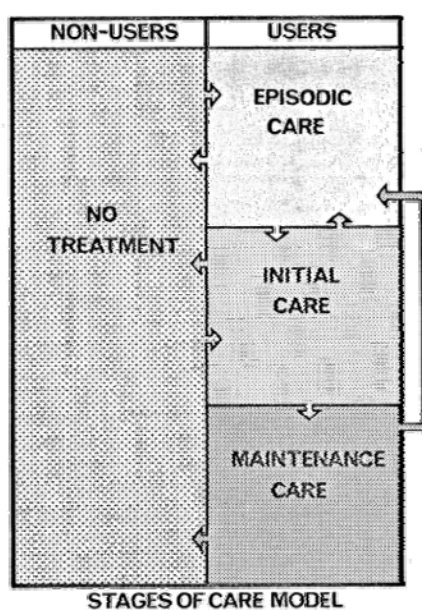 NON-USERS
USERS
EPISODIC
CARE
NO
TREATMENT
INITIAL
CARE
MAINTENANCE
CARE
STAGES OF CARE MODEL